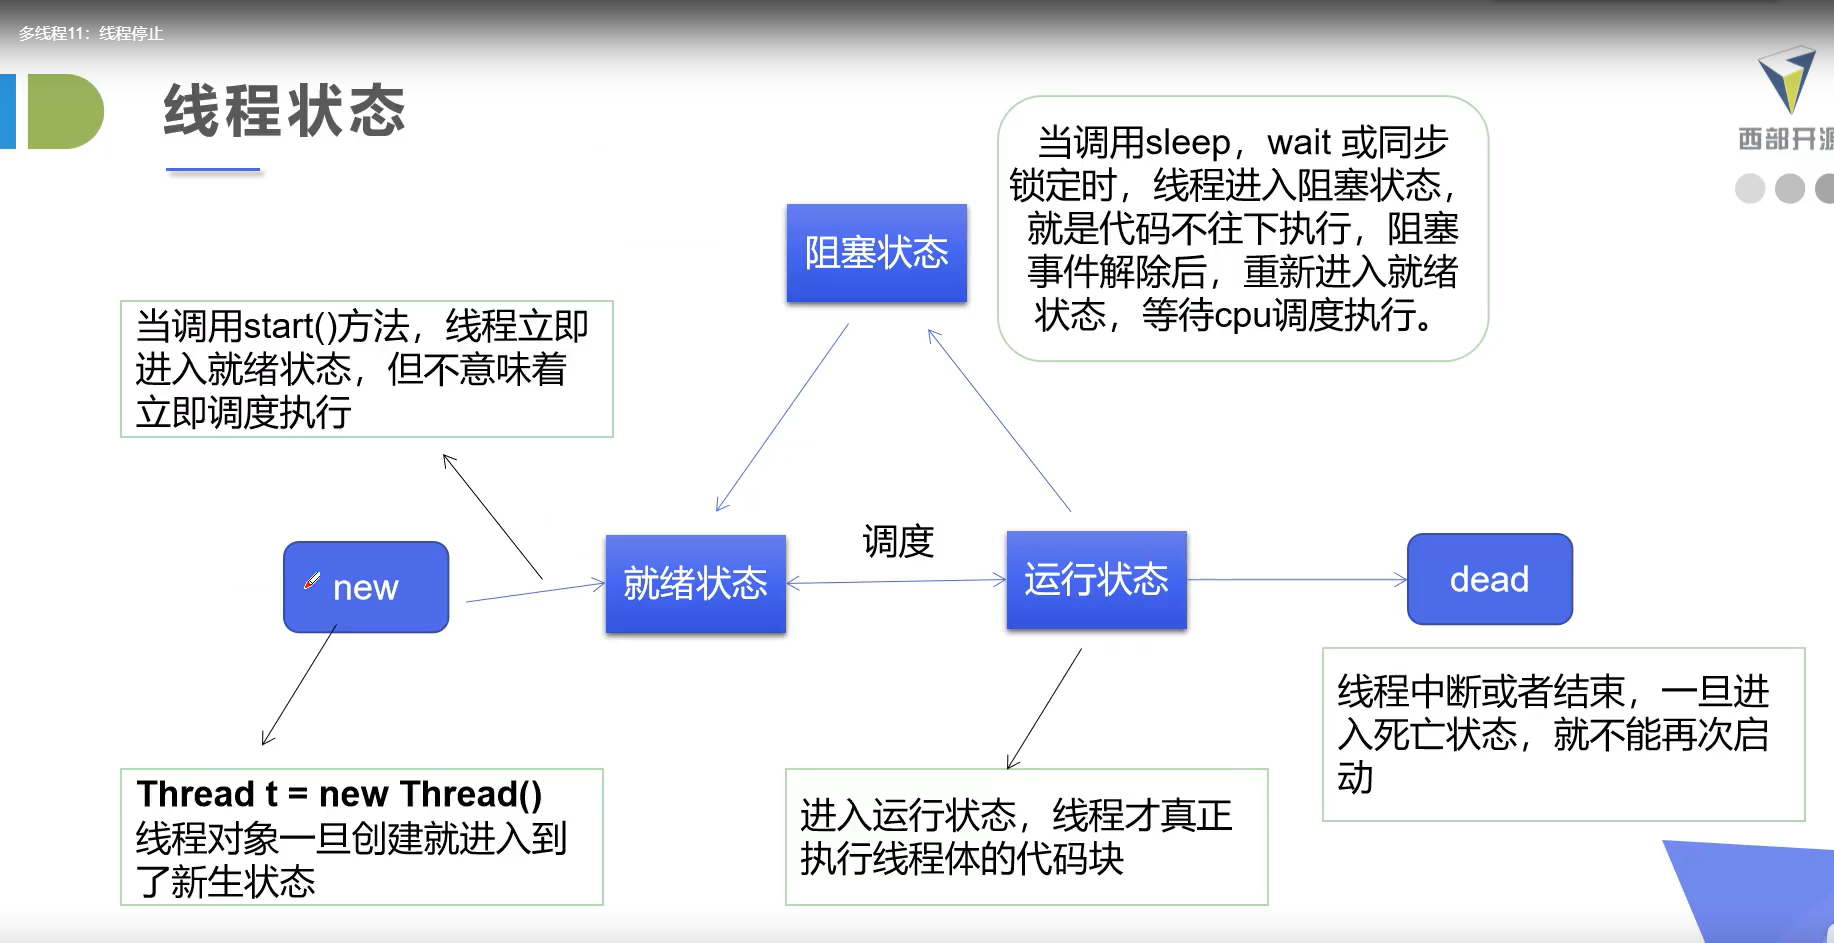 多线程11：线程停止
线程状态
西部开源
当调用sleep，wait 或同步
锁定时，线程进入阻塞状态，
就是代码不往下执行，阻塞
事件解除后，重新进入就绪
状态，等待cpu调度执行。
阻塞状态
当调用start()方法，线程立即
进入就绪状态，但不意味着
立即调度执行
new
就绪状态
调度
运行状态
dead
线程中断或者结束，一旦进
入死亡状态，就不能再次启
动
Thread t = new Thread()
线程对象一旦创建就进入到
了新生状态
进入运行状态，线程才真正
执行线程体的代码块